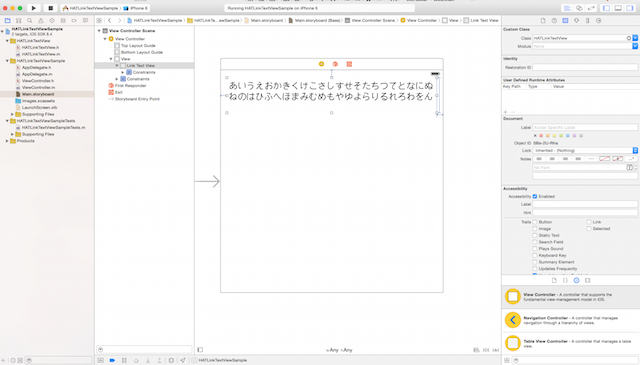 HATLinkTextViewSample
iPhone 6
Running HATLinkTextViewSample on iPhone 6
HATLinkTextViewSample
2 targets, iOS SDK 8.4
HATLinkTextView
HATLinkTextView.h
HATLinkTextView.m
HATLinkTextViewSample
AppDelegate.h
AppDelegate.m
ViewController.h
ViewController.m
Main.storyboard
Images.xcassets
LaunchScreen.xib
Supporting Files
HATLinkTextViewSampleTests
HATLinkTextViewSampleTests.m
Supporting Files
Products
View Controller Scene
View Controller
Top Layout Guide
Bottom Layout Guide
View
Link Text View
Constraints
Constraints
First Responder
Exit
Storyboard Entry Point
HATLinkTextViewSample
Main.storyboard
Main.storyboard (Base)
View Controller Scene
View Controller
View
Link Text View
あいうえおかきくけこさしすせそたちつてとなにぬ
ねのはひふへほまみむめもやゆよらりるれろわをん
wAny hAny
HATLinkTextViewSample
Custom Class
Class HATLinkTextView
Module
Identity
Restoration ID
User Defined Runtime Attributes
Key Path Type Value
Document
Label
Object ID
Lock Inherited - (Nothing)
Notes
Accessibility
Accessibility Enabled
Label
Hint
Traits Button Link
Image Selected
Static Text
Search Field
Plays Sound
Keyboard Key
Summary Element
Updates Frequently
View Controller - A controller that supports the
fundamental view-management model in iOS.
Navigation Controller - A controller that manages
navigation through a hierarchy of views.
Table View Controller - A controller that manages a table view.